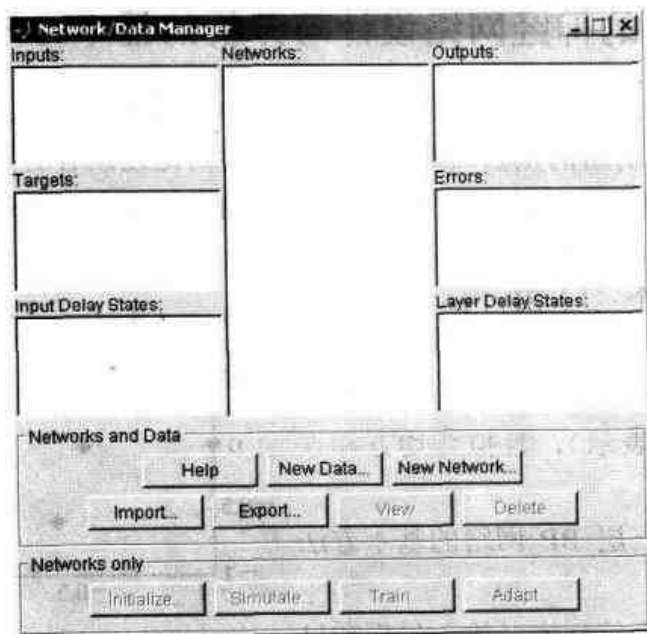 Network/Data Manager
Inputs:
Networks:
Outputs:
Targets:
Errors:
Input Delay States:
Layer Delay States:
Networks and Data
Help
New Data...
New Network...
Import...
Export...
View
Delete
Networks only
Initialize...
Simulate...
Train...
Adapt...